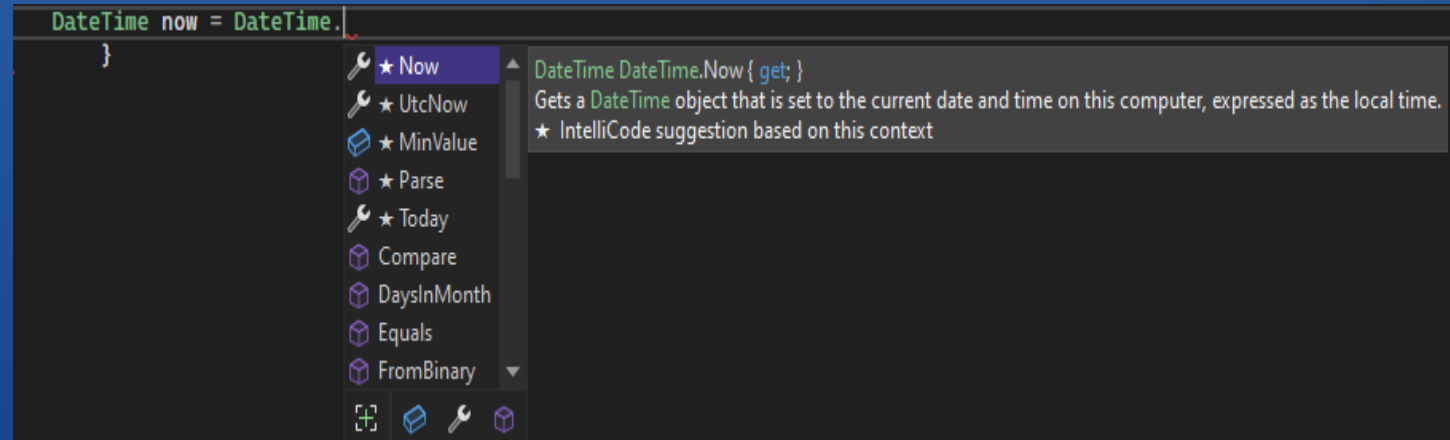 DateTime now = DateTime.
}
★ Now
★ UtcNow
★ MinValue
★ Parse
★ Today
Compare
DaysInMonth
Equals
FromBinary
DateTime DateTime.Now { get; }
Gets a DateTime object that is set to the current date and time on this computer, expressed as the local time.
★ IntelliCode suggestion based on this context